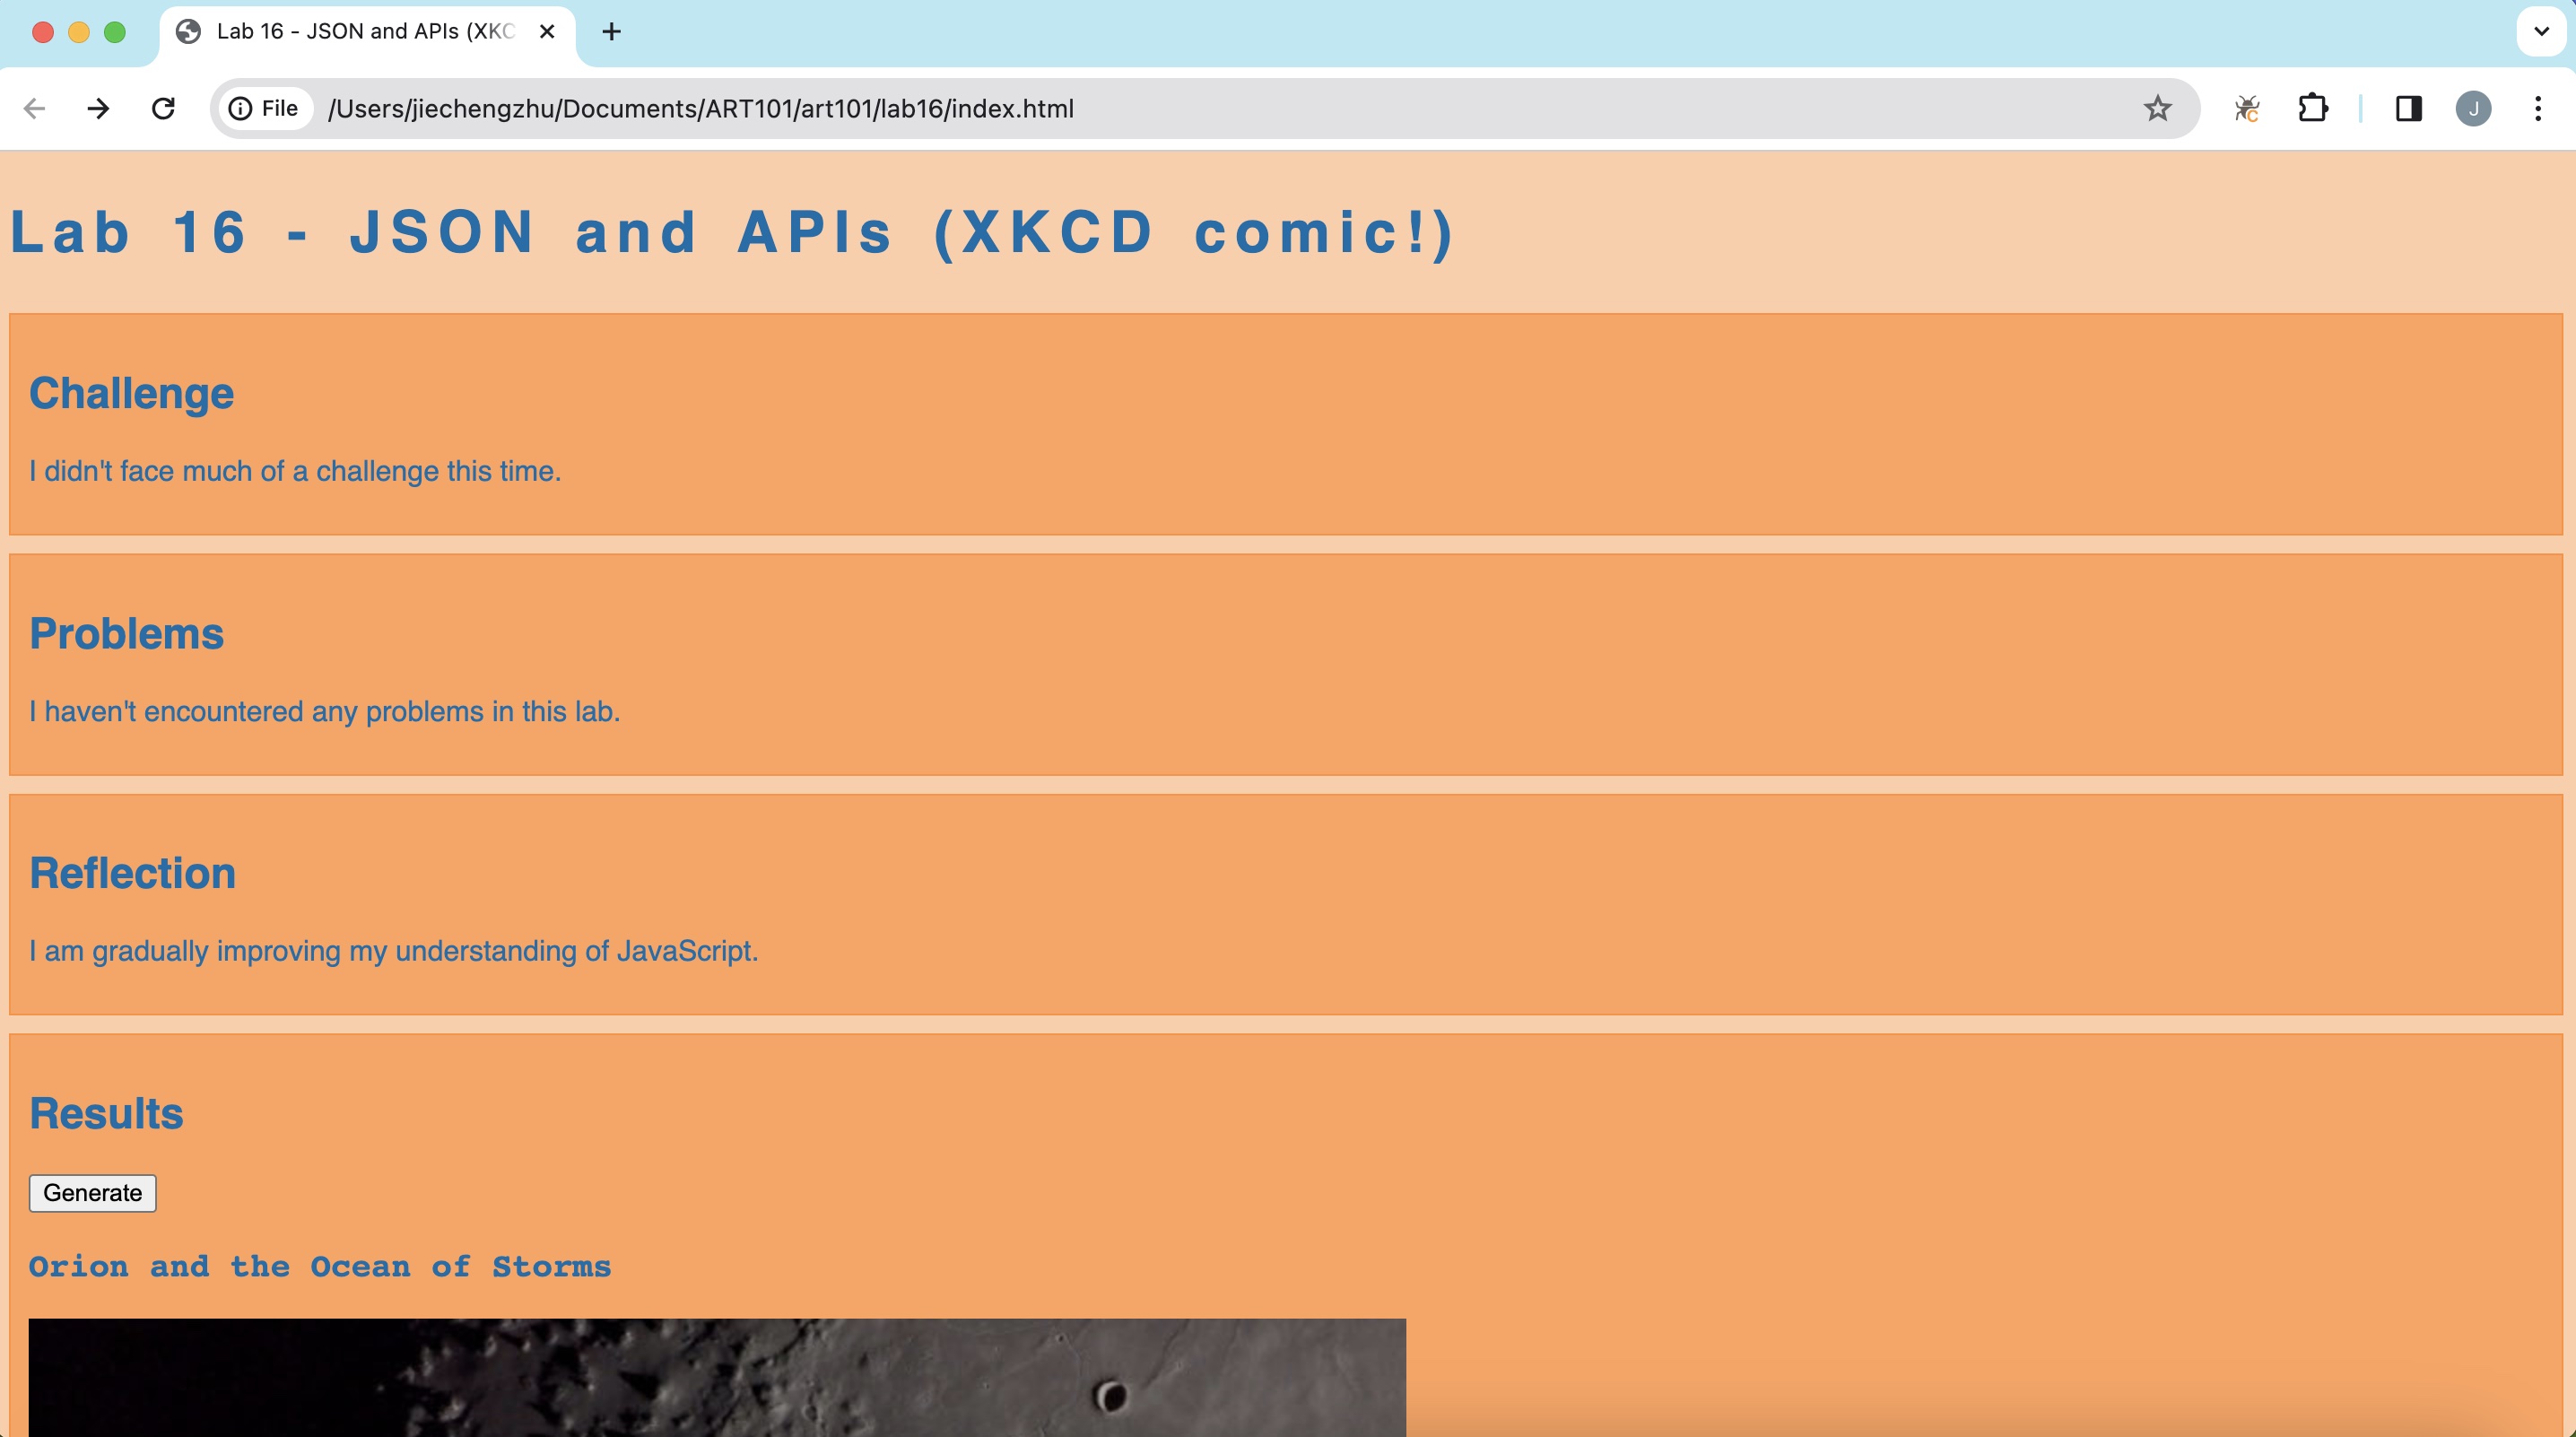 Lab 16 - JSON and APIs (XKC
File
/Users/jiechengzhu/Documents/ART101/art101/lab16/index.html
J
Lab 16 - JSON and APIs (XKCD comic!)
Challenge
I didn't face much of a challenge this time.
Problems
I haven't encountered any problems in this lab.
Reflection
I am gradually improving my understanding of JavaScript.
Results
Generate
Orion and the Ocean of Storms